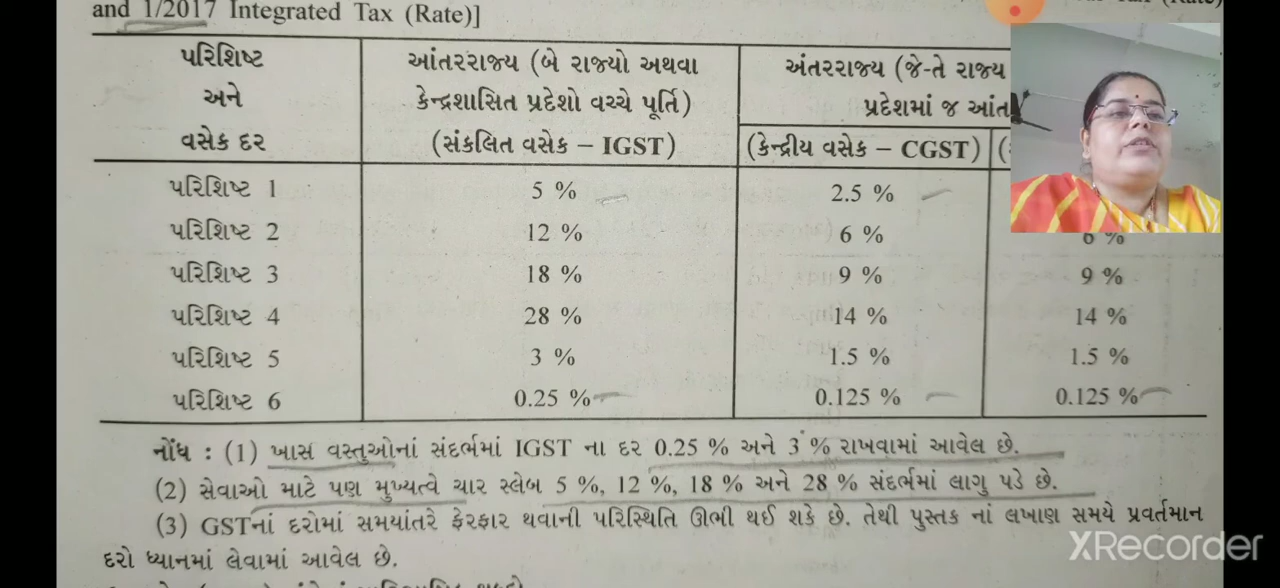 and 1/2017 Integrated Tax (Rate)]
પરિશિષ્ટ
અને
વસેક દર
આંતરરાજ્ય (બે રાજ્યો અથવા
કેન્દ્રશાસિત પ્રદેશો વચ્ચે પૂર્તિ)
(સંકલિત વસેક – IGST)
અંતરરાજ્ય (જે-તે રાજ્ય
પ્રદેશમાં જ આંત
(કેન્દ્રીય વસેક – CGST) (
પરિશિષ્ટ 1 5 % 2.5 %
પરિશિષ્ટ 2 12 % 6 % 6 %
પરિશિષ્ટ 3 18 % 9 % 9 %
પરિશિષ્ટ 4 28 % 14 % 14 %
પરિશિષ્ટ 5 3 % 1.5 % 1.5 %
પરિશિષ્ટ 6 0.25 % 0.125 % 0.125 %
નોંધ : (1) ખાસ વસ્તુઓનાં સંદર્ભમાં IGST ના દર 0.25 % અને 3 % રાખવામાં આવેલ છે.
(2) સેવાઓ માટે પણ મુખ્યત્વે ચાર સ્લેબ 5 %, 12 %, 18 % અને 28 % સંદર્ભમાં લાગુ પડે છે.
(3) GSTનાં દરોમાં સમયાંતરે ફેરફાર થવાની પરિસ્થિતિ ઊભી થઈ શકે છે. તેથી પુસ્તક નાં લખાણ સમયે પ્રવર્તમાન
દરો ધ્યાનમાં લેવામાં આવેલ છે.
XRecorder